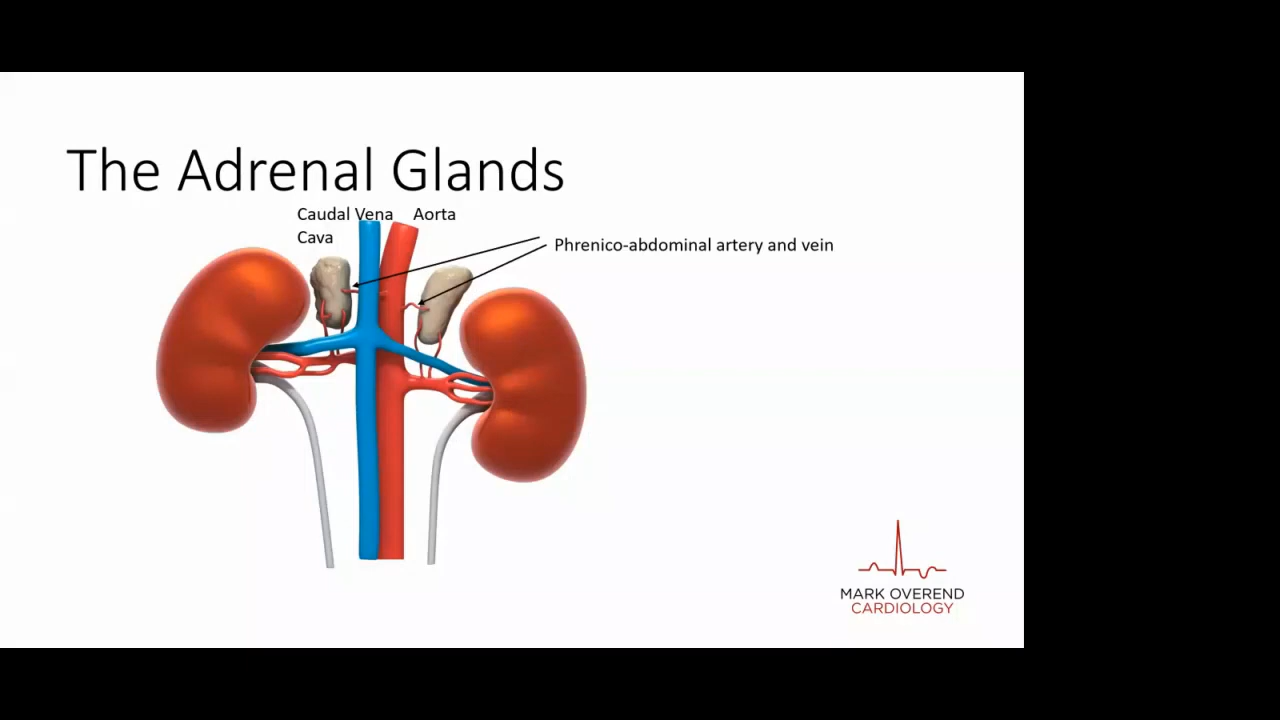 The Adrenal Glands
Caudal Vena
Cava
Aorta
Phrenico-abdominal artery and vein
MARK OVEREND
CARDIOLOGY